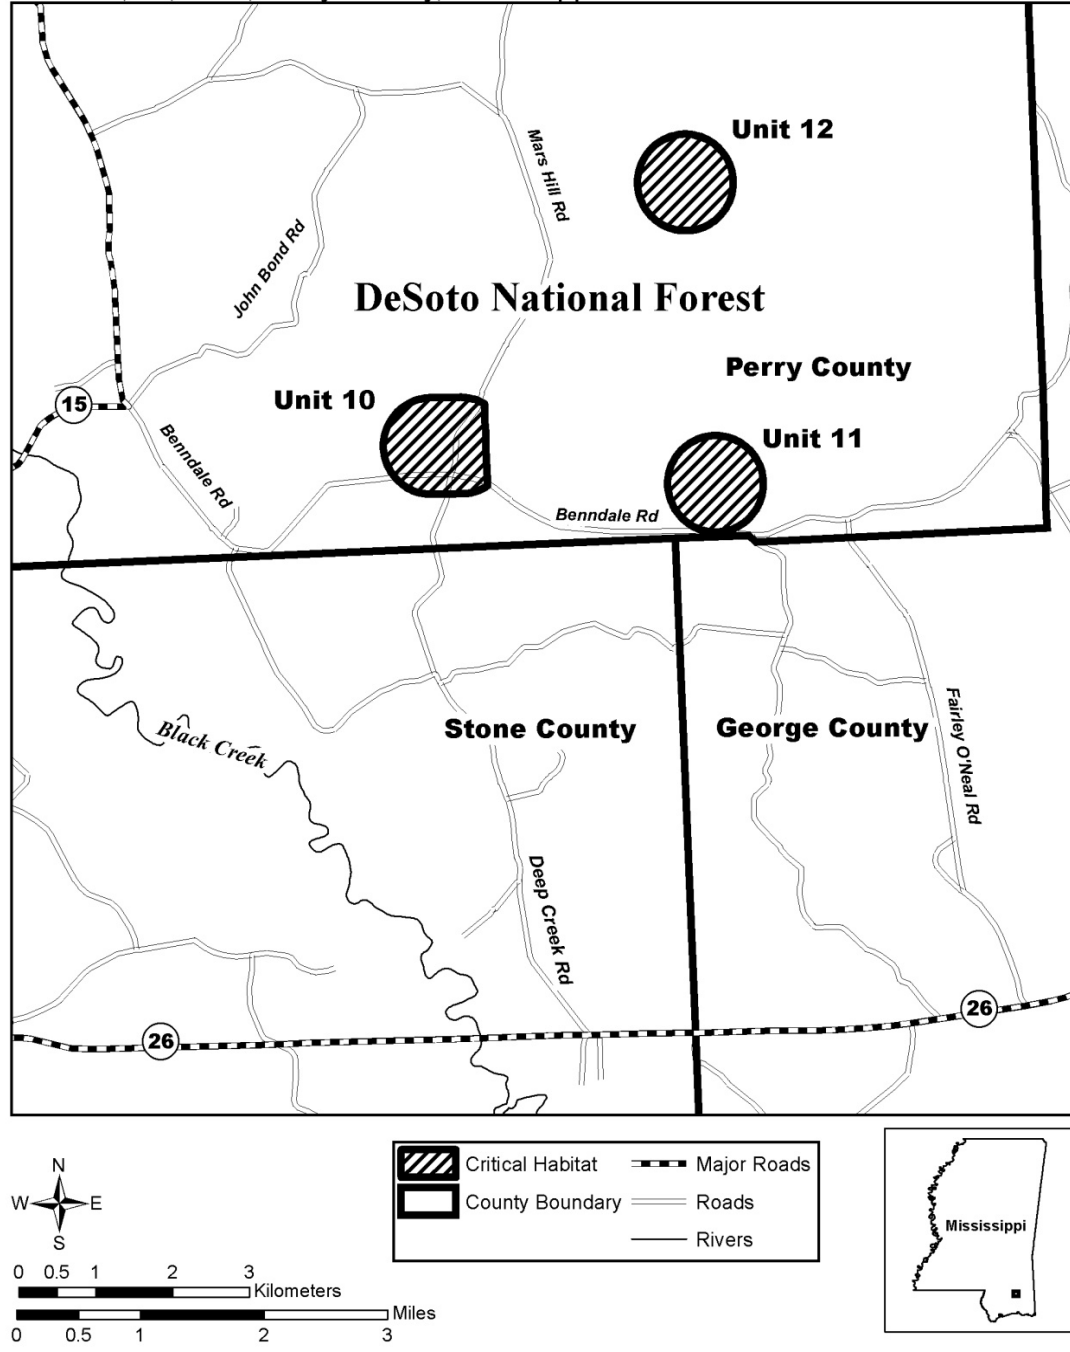 Unit 12
Mars Hill Rd
John Bond Rd
DeSoto National Forest
Perry County
Unit 10
15
Unit 11
Benndale Rd
Benndale Rd
Stone County
George County
Black Creek
Fairley O'Neal Rd
Deep Creek Rd
26
26
N
W E
S
Critical Habitat
County Boundary
Major Roads
Roads
Rivers
Mississippi
0 0.5 1 2 3
Kilometers
Miles
0 0.5 1 2 3